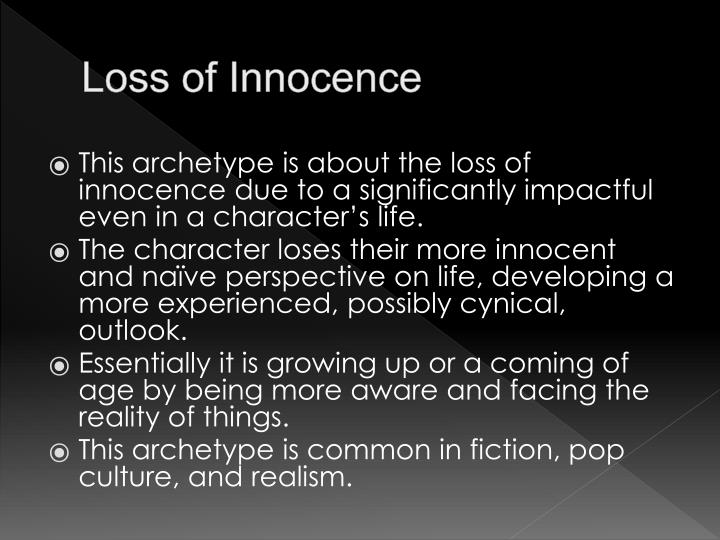 Loss of Innocence
This archetype is about the loss of
innocence due to a significantly impactful
even in a character's life.
The character loses their more innocent
and naïve perspective on life, developing a
more experienced, possibly cynical,
outlook.
Essentially it is growing up or a coming of
age by being more aware and facing the
reality of things.
This archetype is common in fiction, pop
culture, and realism.